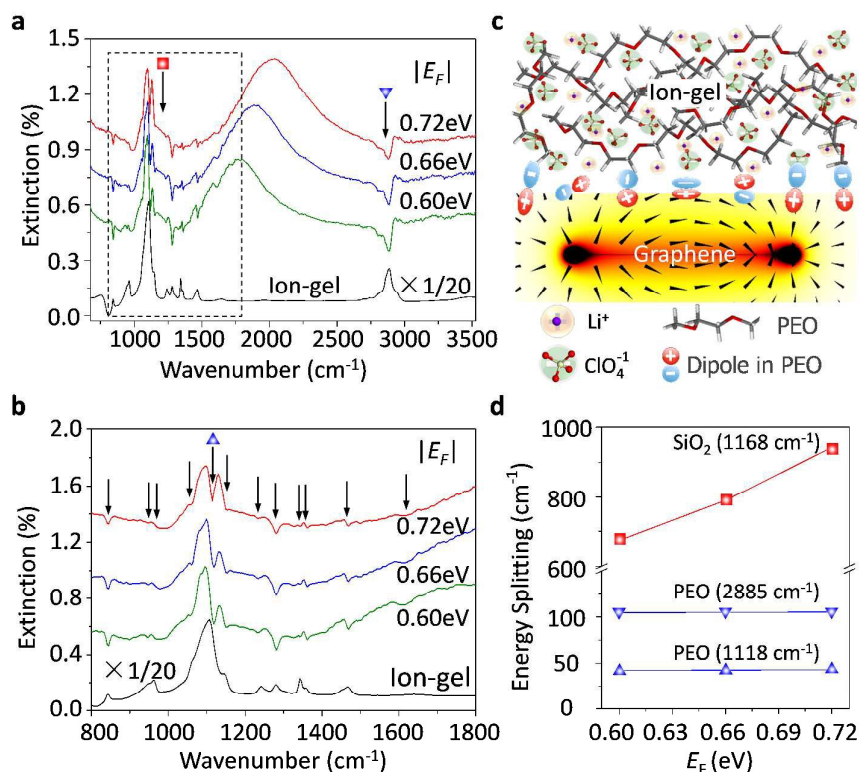 a
1.5
1.2
0.9
0.6
0.3
0.0
Extinction (%)
|E_F|
0.72eV
0.66eV
0.60eV
Ion-gel
×1/20
1000 1500 2000 2500 3000 3500
Wavenumber (cm⁻¹)
b
2.0
1.6
1.2
0.8
0.4
0.0
Extinction (%)
|E_F|
0.72eV
0.66eV
0.60eV
×1/20
Ion-gel
800 1000 1200 1400 1600 1800
Wavenumber (cm⁻¹)
c
Ion-gel
Graphene
Li⁺
PEO
ClO₄⁻¹
Dipole in PEO
d
1000
800
600
100
50
0
Energy Splitting (cm⁻¹)
SiO₂ (1168 cm⁻¹)
PEO (2885 cm⁻¹)
PEO (1118 cm⁻¹)
0.60 0.63 0.66 0.69 0.72
E_F (eV)